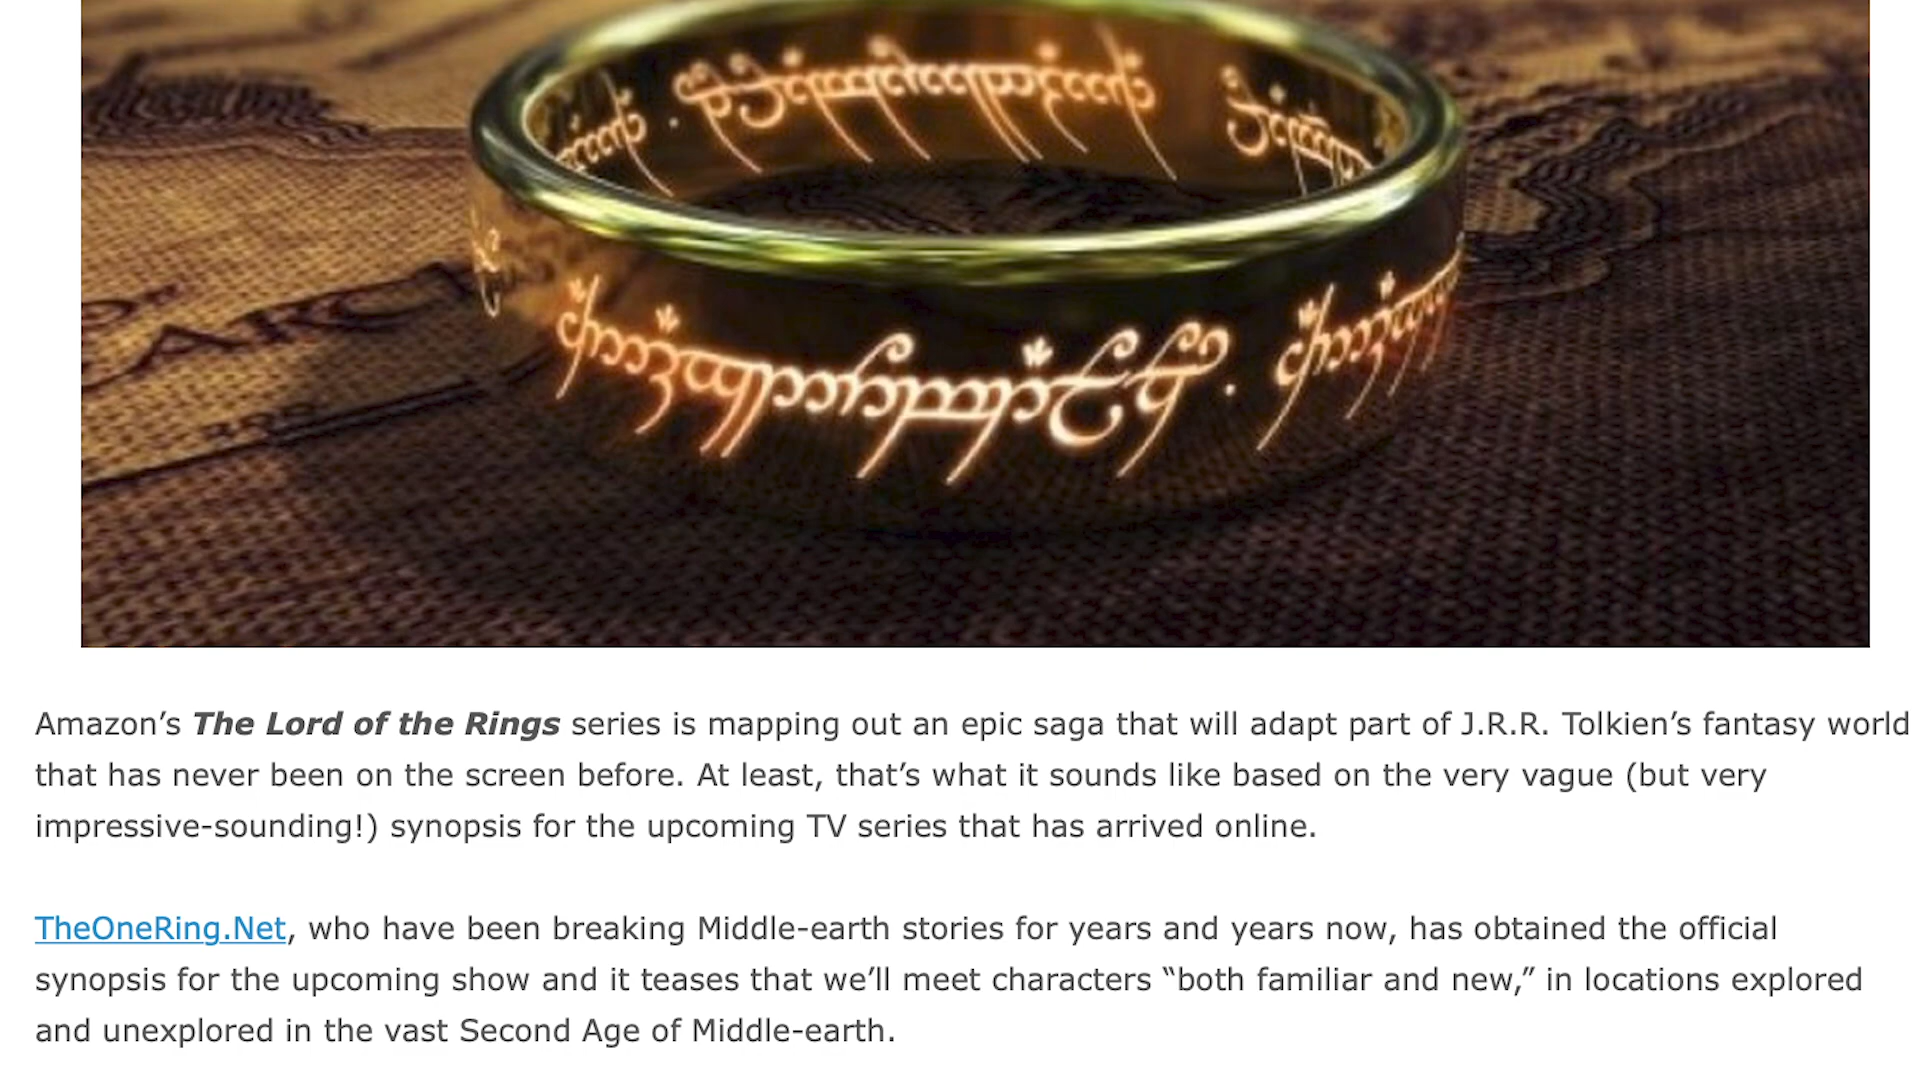 Amazon’s The Lord of the Rings series is mapping out an epic saga that will adapt part of J.R.R. Tolkien’s fantasy world
that has never been on the screen before. At least, that’s what it sounds like based on the very vague (but very
impressive-sounding!) synopsis for the upcoming TV series that has arrived online.
TheOneRing.Net, who have been breaking Middle-earth stories for years and years now, has obtained the official
synopsis for the upcoming show and it teases that we’ll meet characters “both familiar and new,” in locations explored
and unexplored in the vast Second Age of Middle-earth.